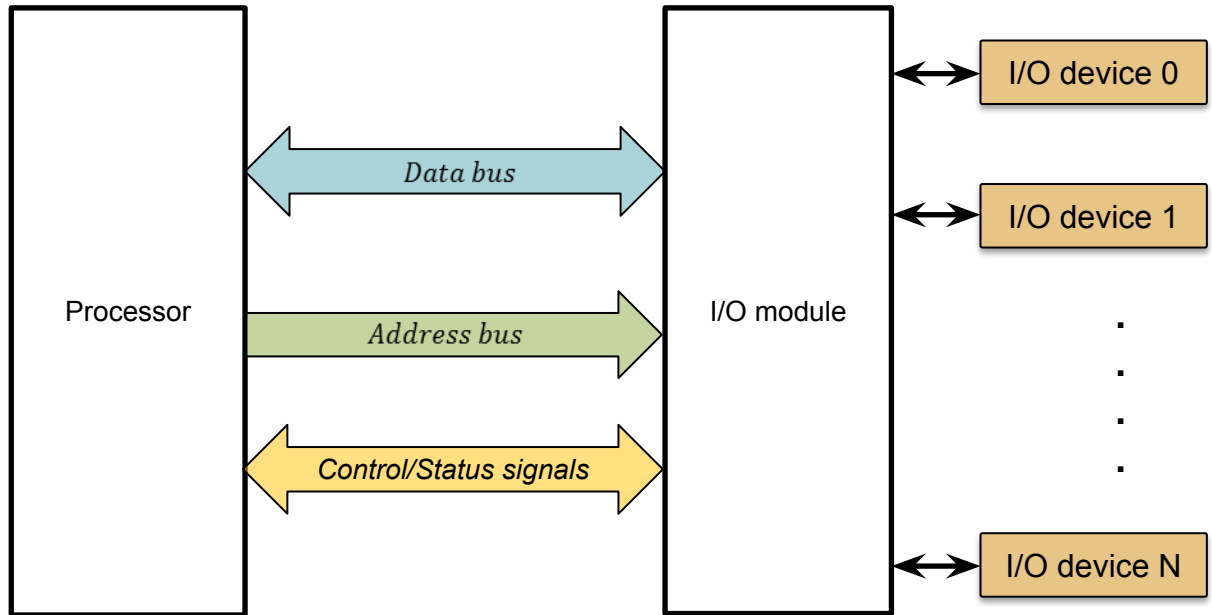 I/O device 0
Data bus
I/O device 1
Processor
Address bus
I/O module
.
.
.
.
Control/Status signals
I/O device N